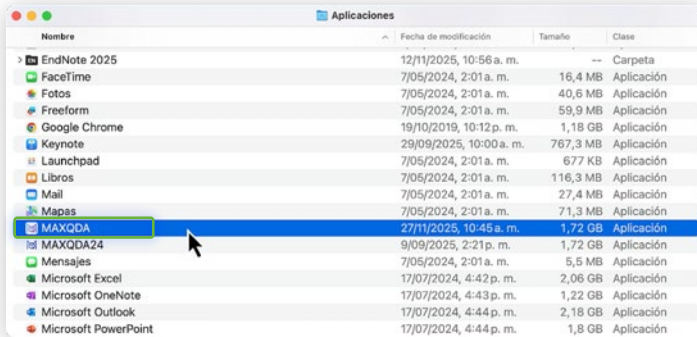 Aplicaciones
Nombre Fecha de modificación Tamaño Clase
EndNote 2025 12/11/2025, 10:56 a. m. -- Carpeta
FaceTime 7/05/2024, 2:01 a. m. 16,4 MB Aplicación
Fotos 7/05/2024, 2:01 a. m. 40,6 MB Aplicación
Freeform 7/05/2024, 2:01 a. m. 59,9 MB Aplicación
Google Chrome 19/10/2019, 10:12 p. m. 1,18 GB Aplicación
Keynote 29/09/2025, 10:00 a. m. 767,3 MB Aplicación
Launchpad 7/05/2024, 2:01 a. m. 677 KB Aplicación
Libros 7/05/2024, 2:01 a. m. 116,3 MB Aplicación
Mail 7/05/2024, 2:01 a. m. 27,4 MB Aplicación
Mapas 7/05/2024, 2:01 a. m. 71,3 MB Aplicación
MAXQDA 27/11/2025, 10:45 a. m. 1,72 GB Aplicación
MAXQDA24 9/09/2025, 2:21 p. m. 1,72 GB Aplicación
Mensajes 7/05/2024, 2:01 a. m. 5,5 MB Aplicación
Microsoft Excel 17/07/2024, 4:42 p. m. 2,06 GB Aplicación
Microsoft OneNote 17/07/2024, 4:43 p. m. 1,22 GB Aplicación
Microsoft Outlook 17/07/2024, 4:44 p. m. 2,18 GB Aplicación
Microsoft PowerPoint 17/07/2024, 4:44 p. m. 1,8 GB Aplicación